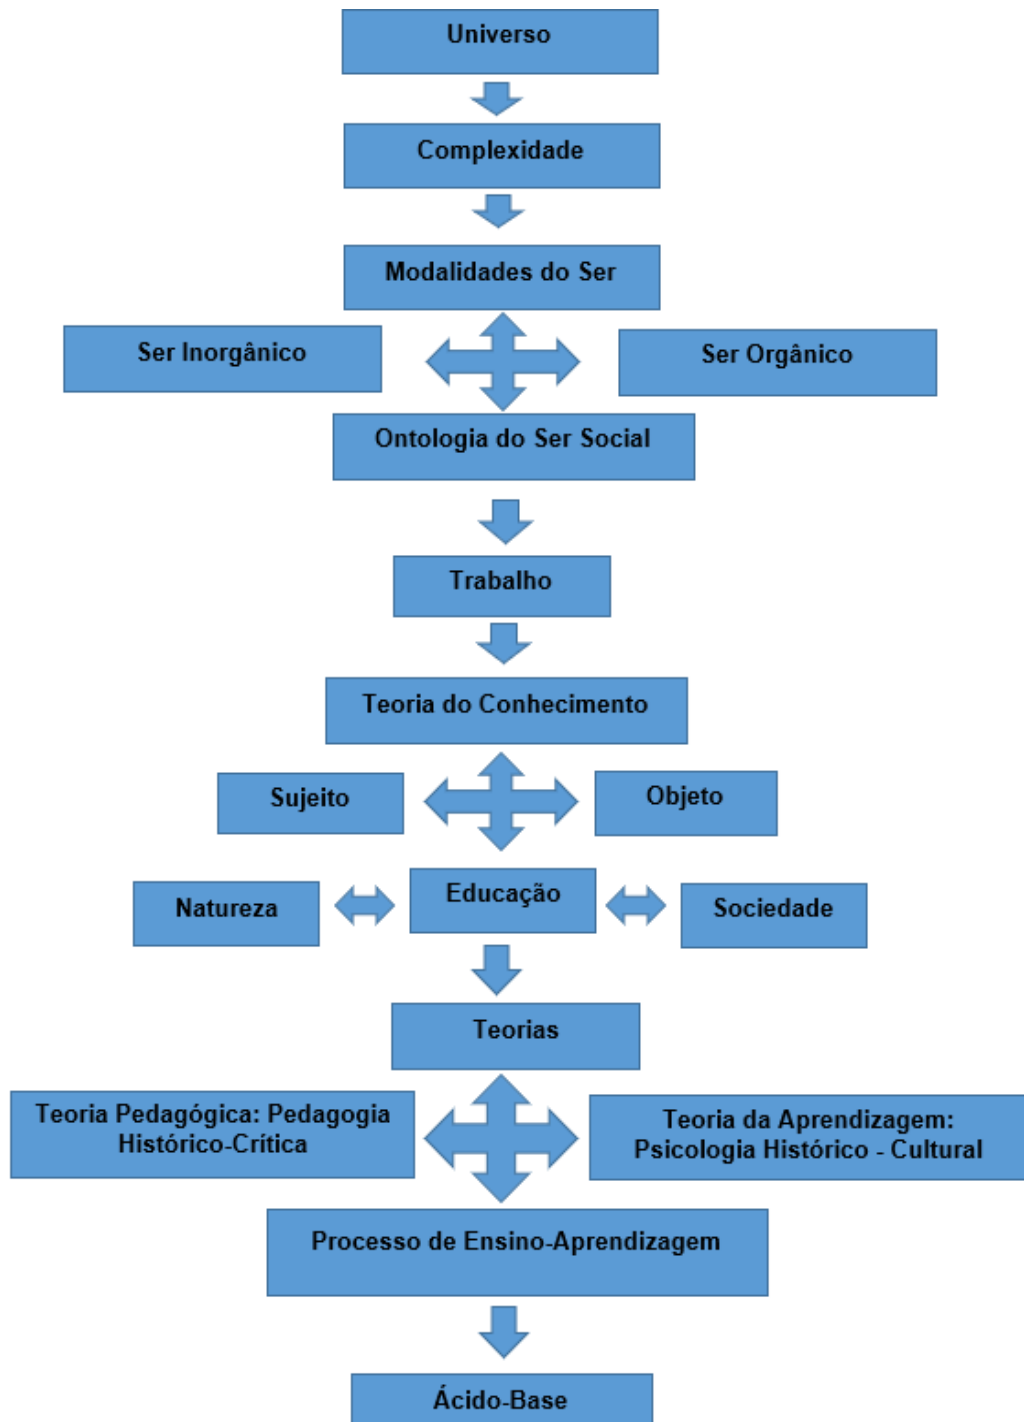 Universo
Complexidade
Modalidades do Ser
Ser Inorgânico
Ser Orgânico
Ontologia do Ser Social
Trabalho
Teoria do Conhecimento
Sujeito
Objeto
Natureza
Educação
Sociedade
Teorias
Teoria Pedagógica: Pedagogia
Histórico-Crítica
Teoria da Aprendizagem:
Psicologia Histórico - Cultural
Processo de Ensino-Aprendizagem
Ácido-Base